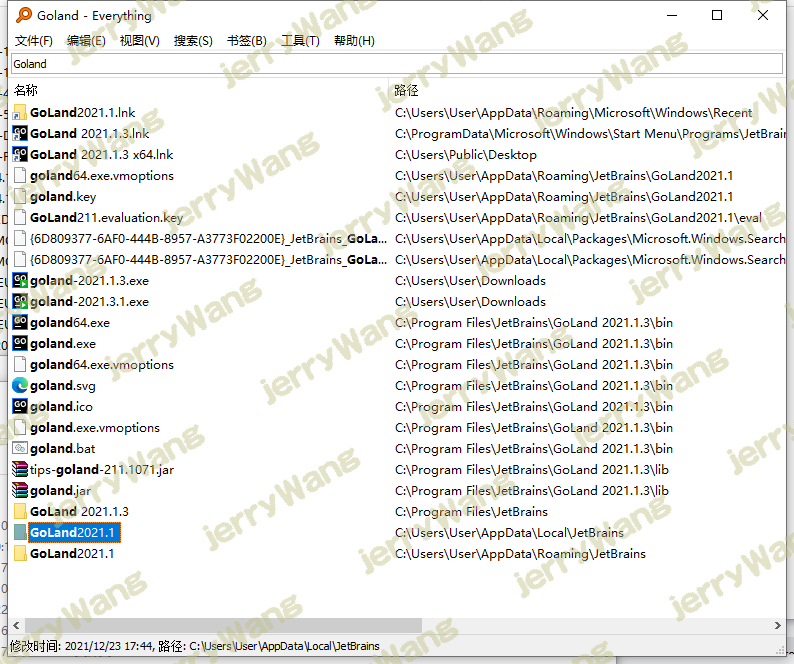 Goland - Everything
文件(F) 编辑(E) 视图(V) 搜索(S) 书签(B) 工具(T) 帮助(H)
Goland
名称 路径
GoLand2021.1.lnk C:\Users\User\AppData\Roaming\Microsoft\Windows\Recent
GoLand 2021.1.3.lnk C:\ProgramData\Microsoft\Windows\Start Menu\Programs\JetBrain
GoLand 2021.1.3 x64.lnk C:\Users\Public\Desktop
goland64.exe.vmoptions C:\Users\User\AppData\Roaming\JetBrains\GoLand2021.1
goland.key C:\Users\User\AppData\Roaming\JetBrains\GoLand2021.1
GoLand211.evaluation.key C:\Users\User\AppData\Roaming\JetBrains\GoLand2021.1\eval
{6D809377-6AF0-444B-8957-A3773F02200E}_JetBrains_GoLa... C:\Users\User\AppData\Local\Packages\Microsoft.Windows.Search
{6D809377-6AF0-444B-8957-A3773F02200E}_JetBrains_GoLa... C:\Users\User\AppData\Local\Packages\Microsoft.Windows.Search
goland-2021.1.3.exe C:\Users\User\Downloads
goland-2021.3.1.exe C:\Users\User\Downloads
goland64.exe C:\Program Files\JetBrains\GoLand 2021.1.3\bin
goland.exe C:\Program Files\JetBrains\GoLand 2021.1.3\bin
goland64.exe.vmoptions C:\Program Files\JetBrains\GoLand 2021.1.3\bin
goland.svg C:\Program Files\JetBrains\GoLand 2021.1.3\bin
goland.ico C:\Program Files\JetBrains\GoLand 2021.1.3\bin
goland.exe.vmoptions C:\Program Files\JetBrains\GoLand 2021.1.3\bin
goland.bat C:\Program Files\JetBrains\GoLand 2021.1.3\bin
tips-goland-211.1071.jar C:\Program Files\JetBrains\GoLand 2021.1.3\lib
goland.jar C:\Program Files\JetBrains\GoLand 2021.1.3\lib
GoLand 2021.1.3 C:\Program Files\JetBrains
GoLand2021.1 C:\Users\User\AppData\Local\JetBrains
GoLand2021.1 C:\Users\User\AppData\Roaming\JetBrains
修改时间: 2021/12/23 17:44, 路径: C:\Users\User\AppData\Local\JetBrains
jerryWang